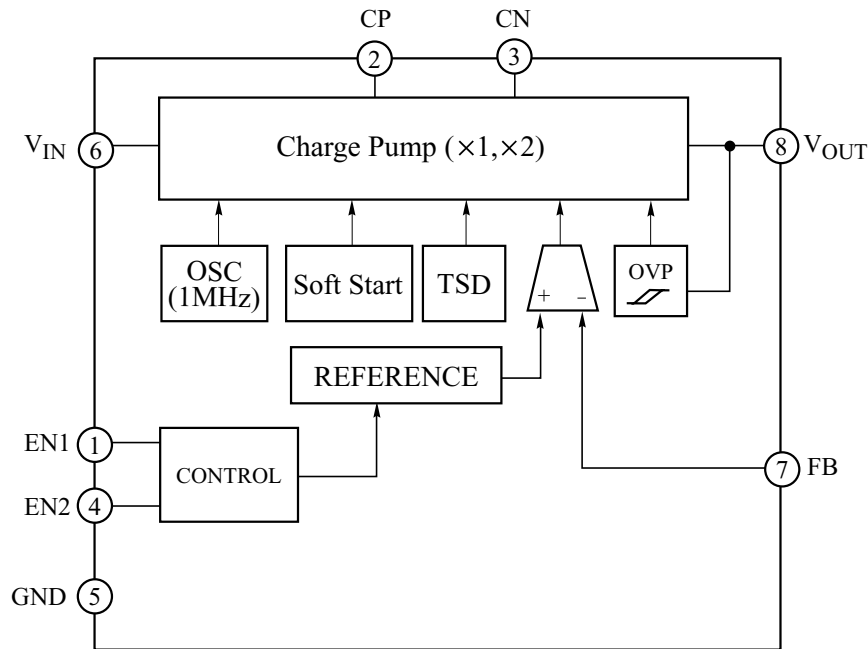 CP
CN
2
3
V_IN
6
Charge Pump (×1,×2)
8
V_OUT
OSC
(1MHz)
Soft Start
TSD
+
−
OVP
REFERENCE
EN1
1
CONTROL
7
FB
EN2
4
GND
5